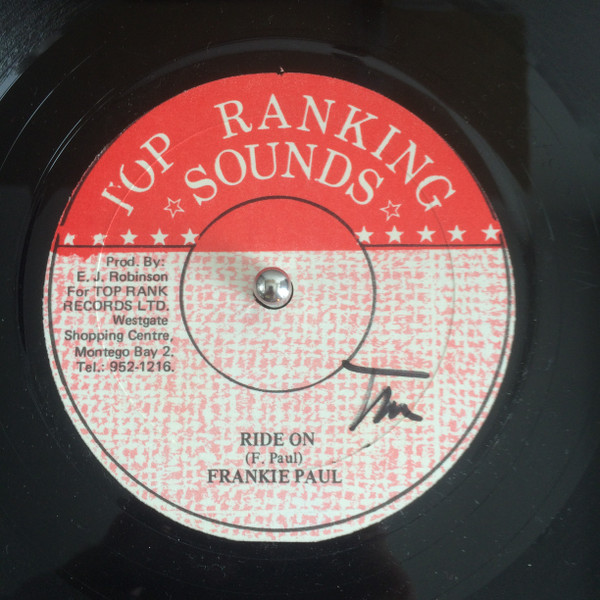 TOP RANKING
SOUNDS
Prod. By:
E. J. Robinson
For TOP RANK
RECORDS LTD.
Westgate
Shopping Centre,
Montego Bay 2.
Tel.: 952-1216.
RIDE ON
(F. Paul)
FRANKIE PAUL